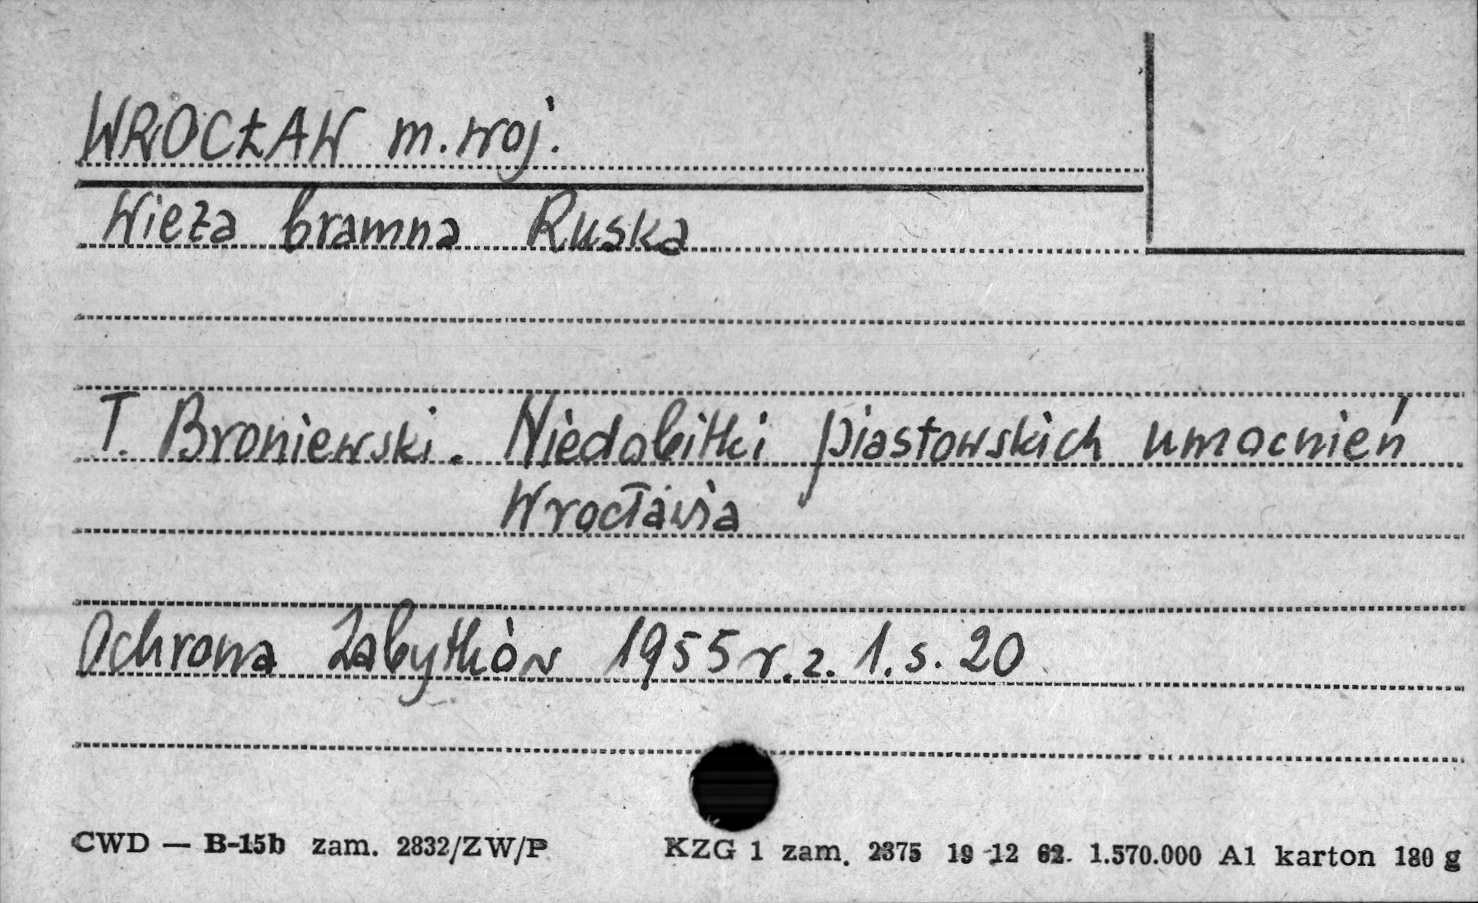 WROCŁAW m.woj.
Wieża bramna Ruska
T. Broniewski. Niedobitki piastowskich umocnień
Wrocławia
Ochrona Zabytków 1955 r. z. 1. s. 20
CWD — B-15b zam. 2832/ZW/P KZG 1 zam. 2375 19 12 62. 1.570.000 A1 karton 180 g